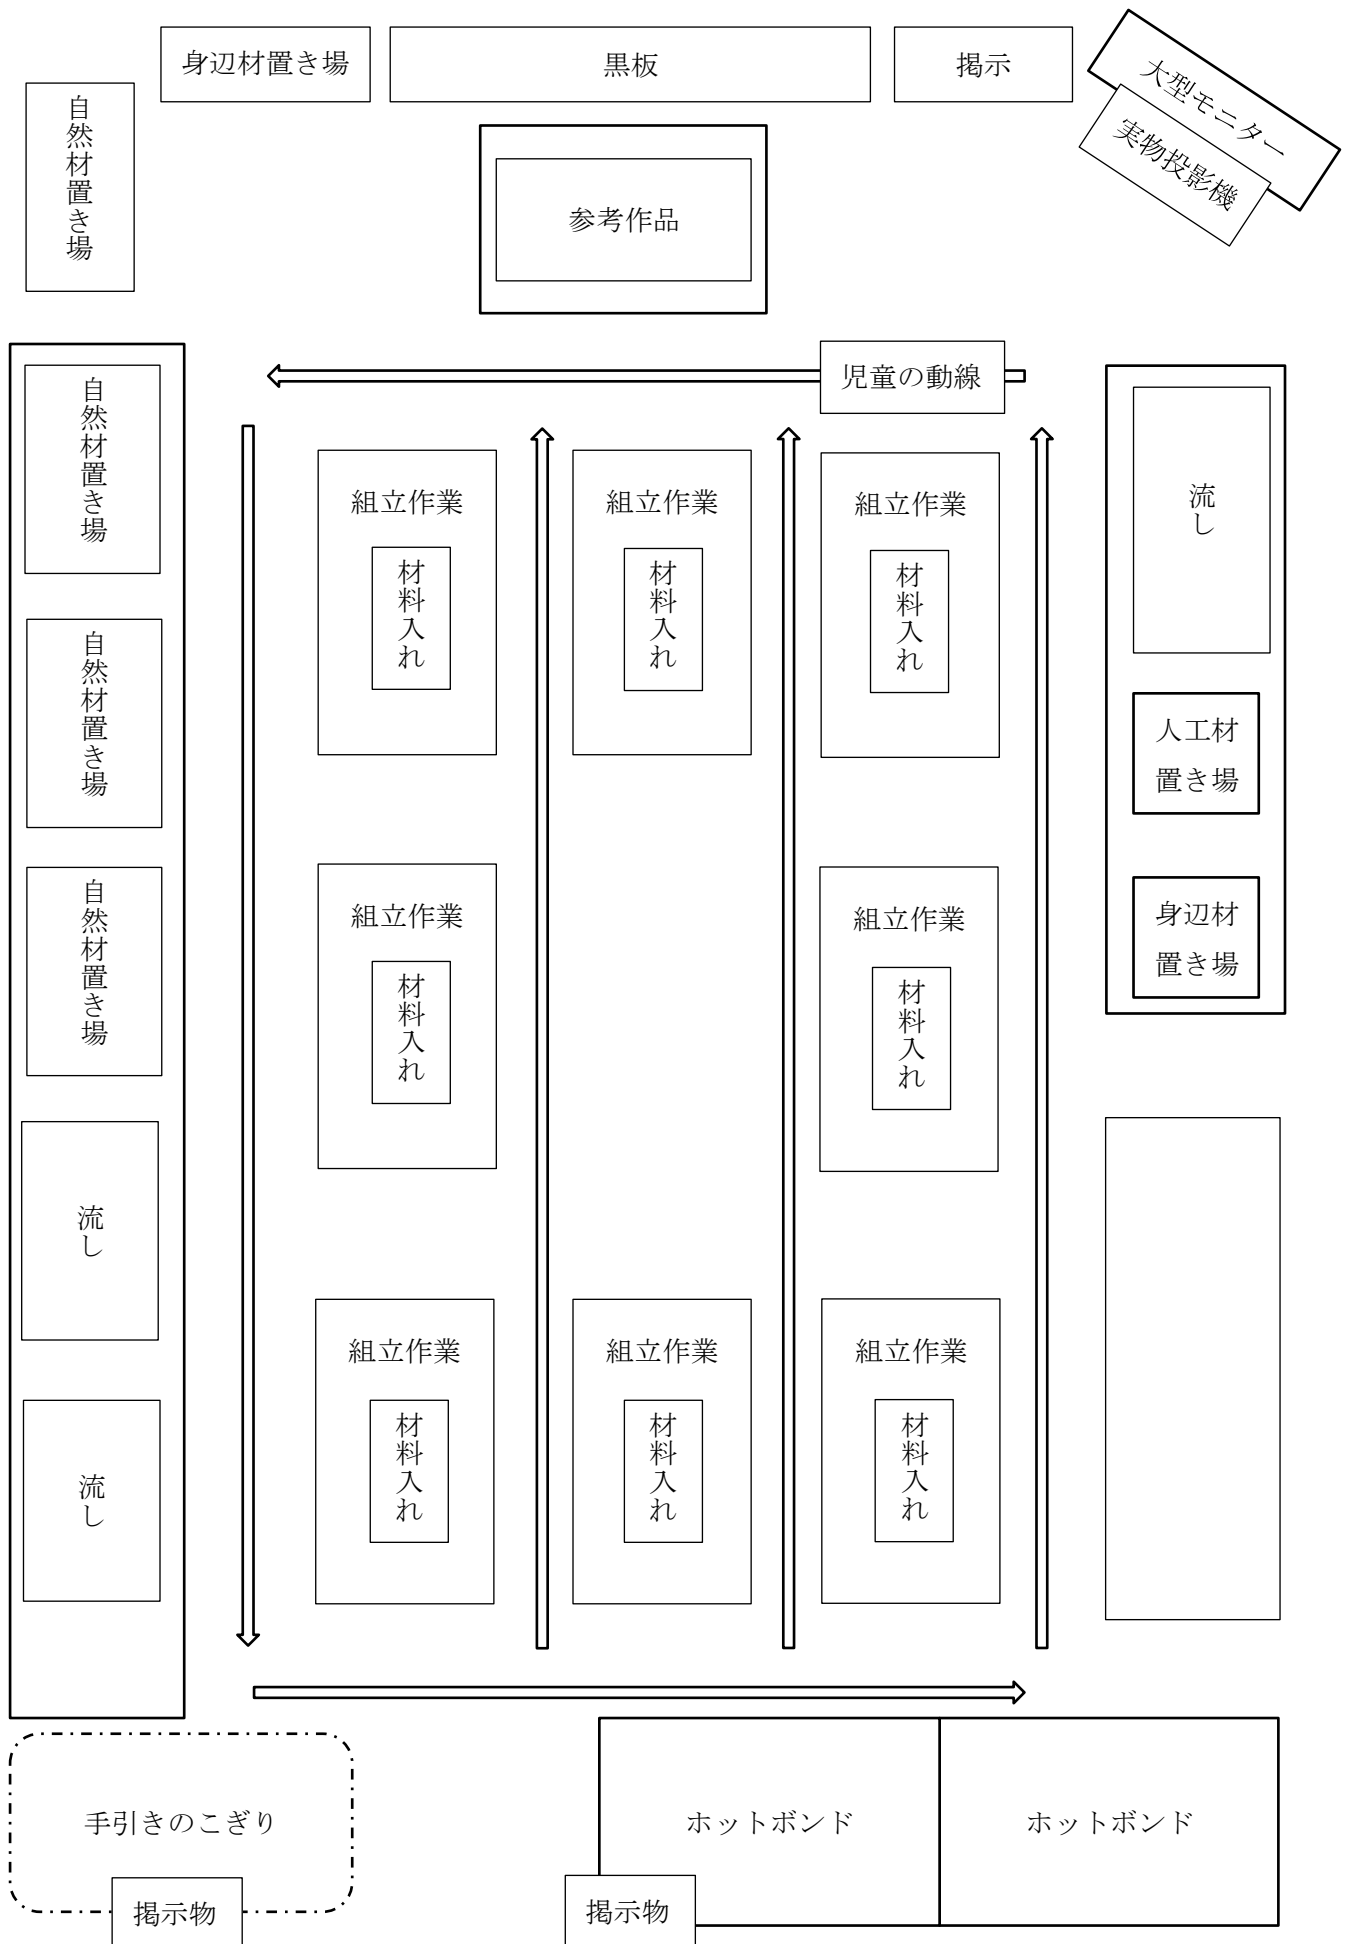 身辺材置き場
黒板
掲示
大型モニター
実物投影機
自然材置き場
参考作品
児童の動線
自然材置き場
組立作業
材料入れ
組立作業
材料入れ
組立作業
材料入れ
流し
自然材置き場
人工材
置き場
自然材置き場
組立作業
材料入れ
組立作業
材料入れ
身辺材
置き場
流し
組立作業
材料入れ
組立作業
材料入れ
組立作業
材料入れ
流し
手引きのこぎり
掲示物
ホットボンド
ホットボンド
掲示物